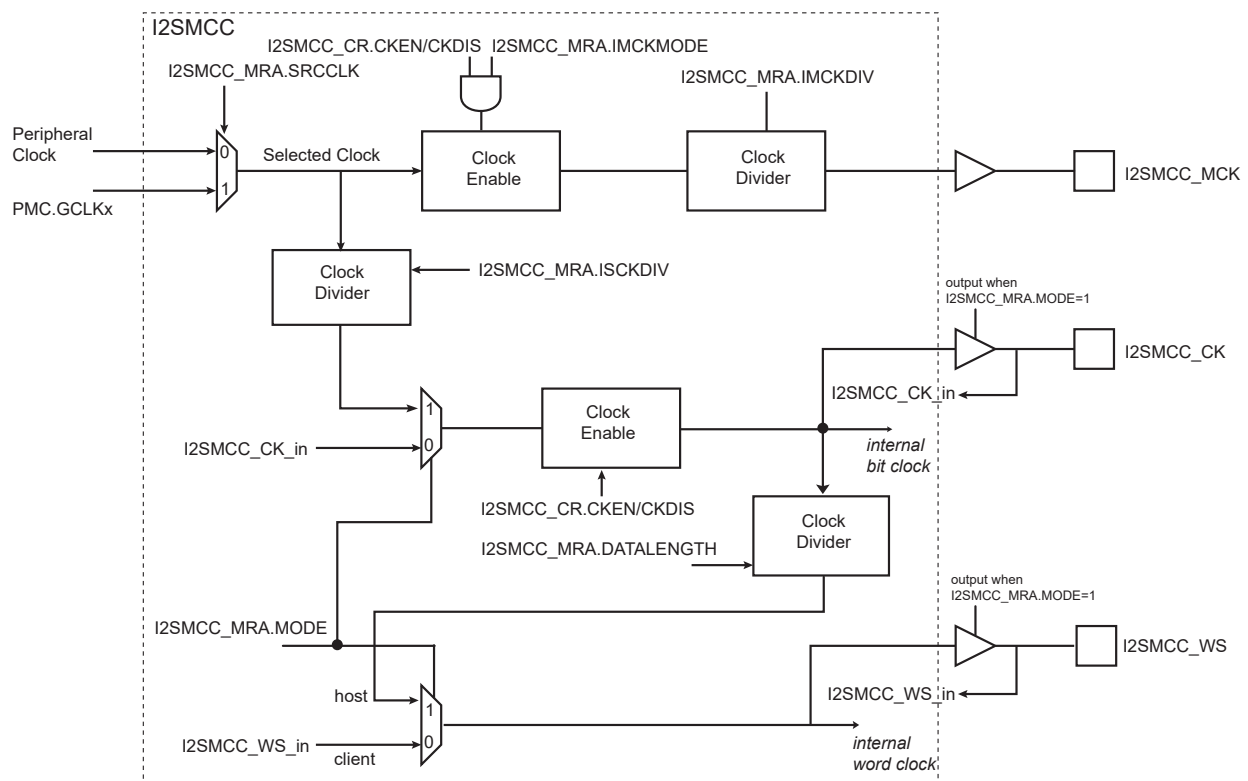 I2SMCC
I2SMCC_CR.CKEN/CKDIS
I2SMCC_MRA.IMCKMODE
I2SMCC_MRA.SRCCLK
I2SMCC_MRA.IMCKDIV
Peripheral
Clock
0
1
PMC.GCLKx
Selected Clock
Clock
Enable
Clock
Divider
I2SMCC_MCK
Clock
Divider
I2SMCC_MRA.ISCKDIV
output when
I2SMCC_MRA.MODE=1
I2SMCC_CK
I2SMCC_CK_in
1
0
I2SMCC_CK_in
Clock
Enable
internal
bit clock
I2SMCC_CR.CKEN/CKDIS
I2SMCC_MRA.DATALENGTH
Clock
Divider
output when
I2SMCC_MRA.MODE=1
I2SMCC_MRA.MODE
I2SMCC_WS
I2SMCC_WS_in
host
1
0
I2SMCC_WS_in
client
internal
word clock